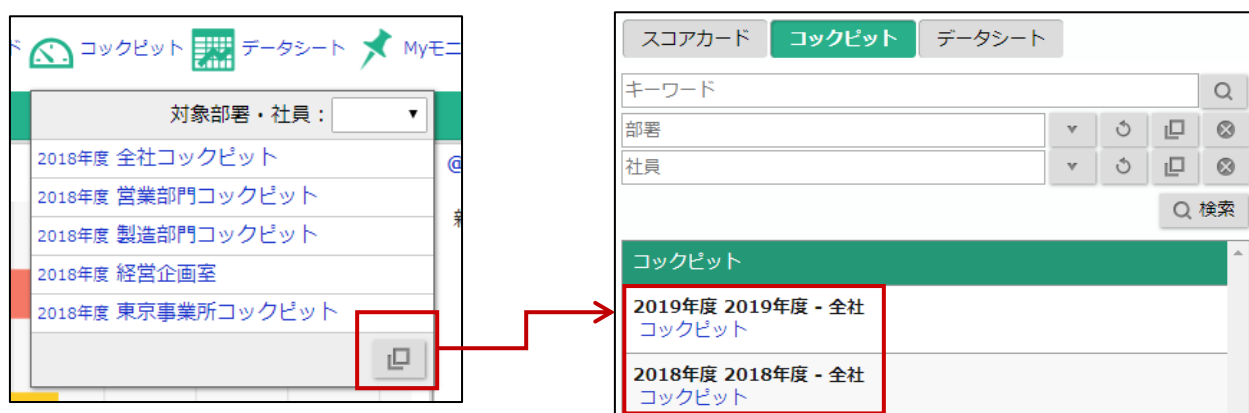 ド コックピット データシート Myモニ
対象部署・社員：
2018年度 全社コックピット
2018年度 営業部門コックピット
2018年度 製造部門コックピット
2018年度 経営企画室
2018年度 東京事業所コックピット
@
スコアカード コックピット データシート
キーワード
部署
社員
検索
コックピット
2019年度 2019年度 - 全社
コックピット
2018年度 2018年度 - 全社
コックピット